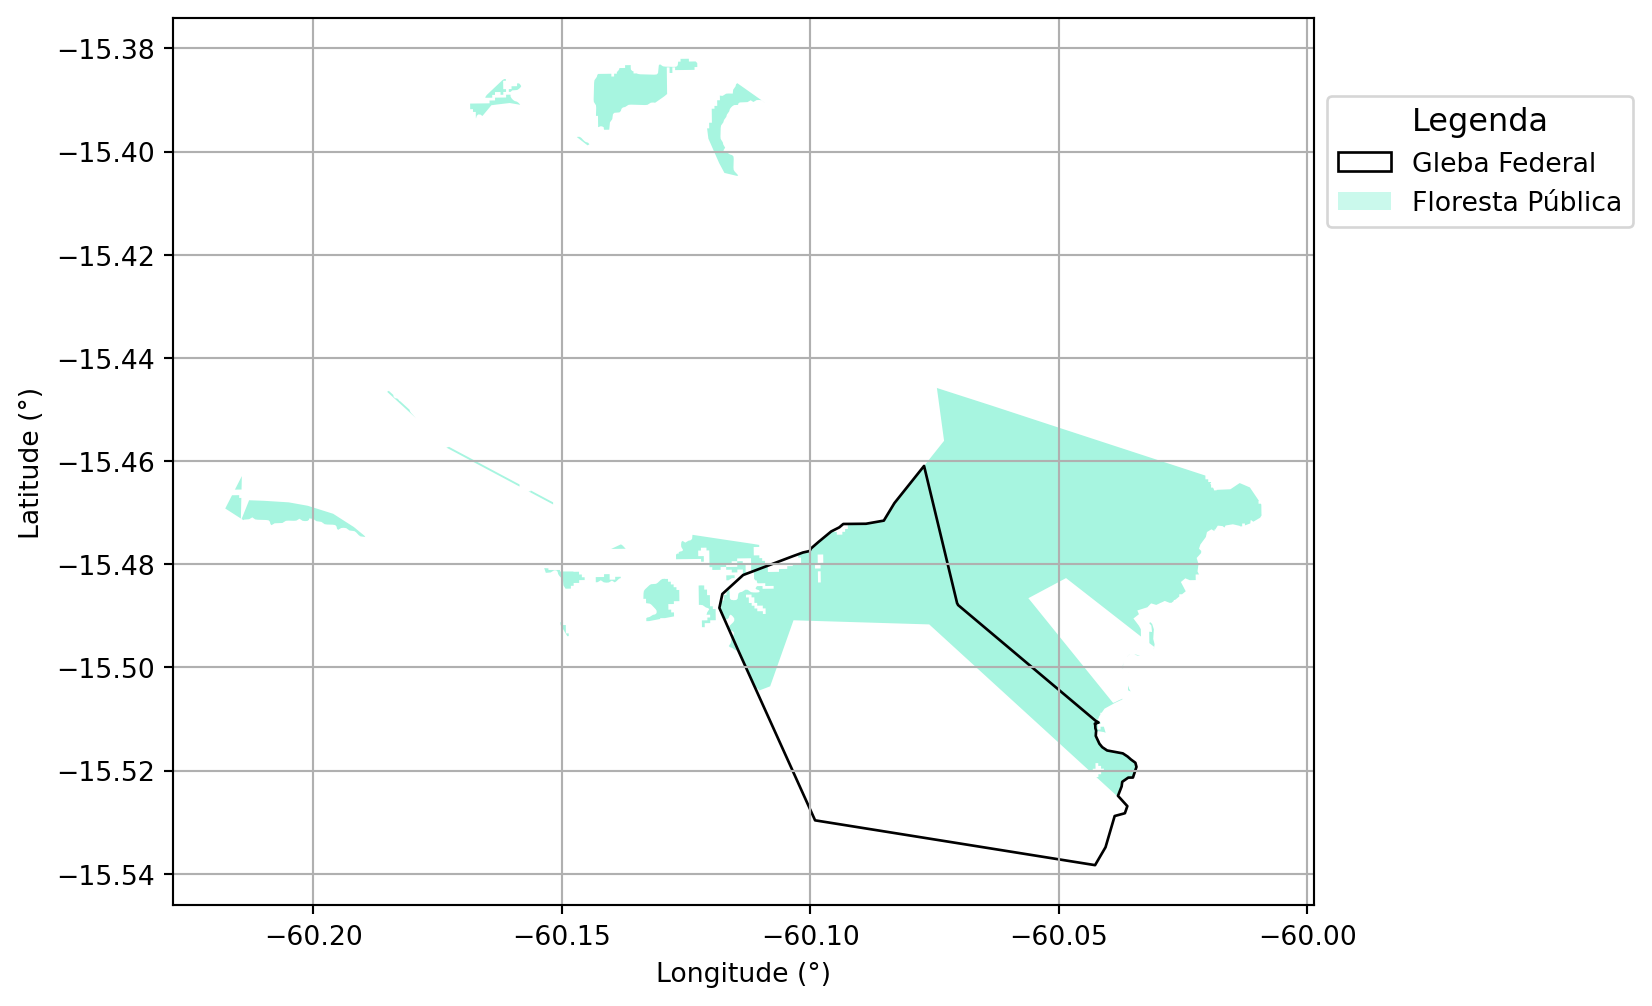 −15.38
−15.40
−15.42
−15.44
−15.46
−15.48
−15.50
−15.52
−15.54
Latitude (°)
−60.20
−60.15
−60.10
−60.05
−60.00
Longitude (°)
Legenda
Gleba Federal
Floresta Pública